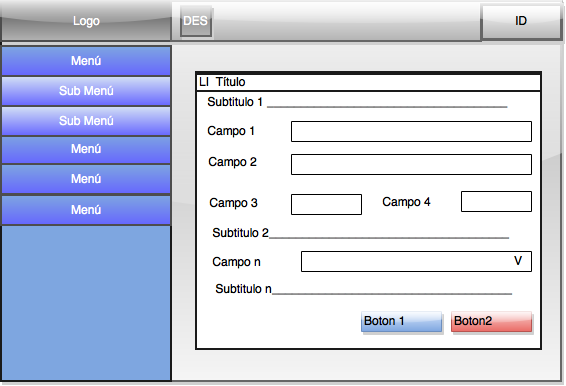 Logo
DES
ID
Menú
Sub Menú
Sub Menú
Menú
Menú
Menú
LI Título
Subtitulo 1
Campo 1
Campo 2
Campo 3
Campo 4
Subtitulo 2
Campo n
V
Subtitulo n
Boton 1
Boton2